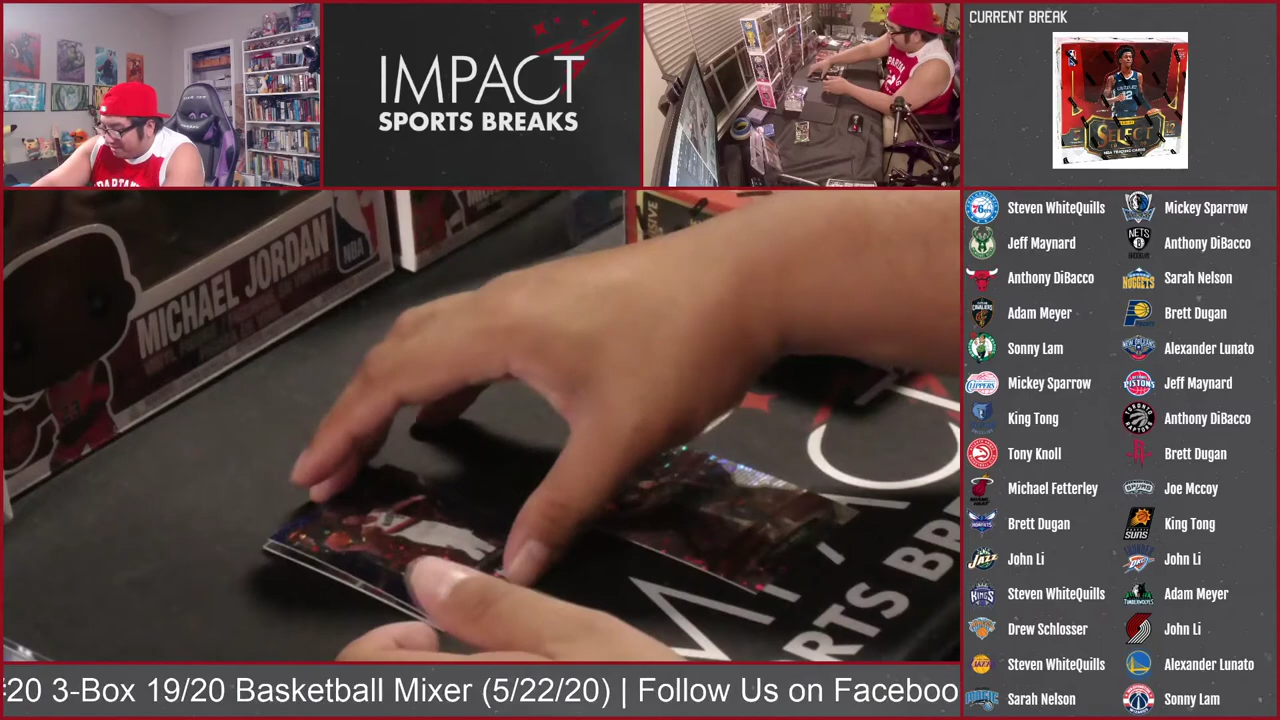 IMPACT
SPORTS BREAKS
CURRENT BREAK
SELECT
NBA TRADING CARDS
MICHAEL JORDAN
NBA
Steven WhiteQuills
Mickey Sparrow
Jeff Maynard
Anthony DiBacco
Anthony DiBacco
Sarah Nelson
Adam Meyer
Brett Dugan
Sonny Lam
Alexander Lunato
Mickey Sparrow
Jeff Maynard
King Tong
Anthony DiBacco
Tony Knoll
Brett Dugan
Michael Fetterley
Joe Mccoy
Brett Dugan
King Tong
John Li
John Li
Steven WhiteQuills
Adam Meyer
Drew Schlosser
John Li
Steven WhiteQuills
Alexander Lunato
Sarah Nelson
Sonny Lam
20 3-Box 19/20 Basketball Mixer (5/22/20) | Follow Us on Faceboo